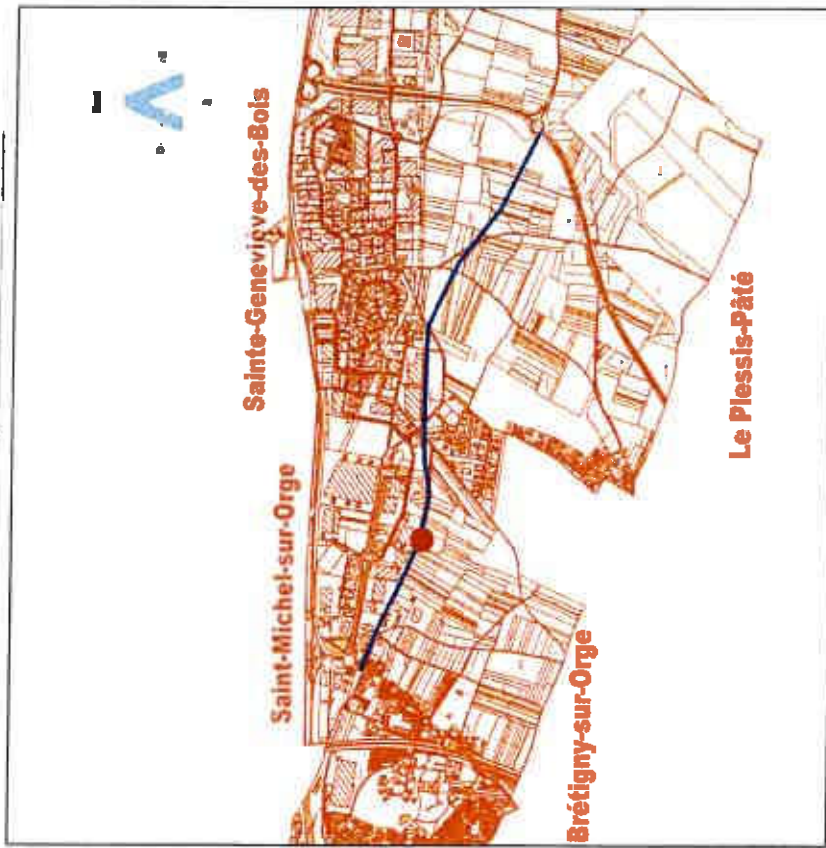 Sainte-Geneviève-des-Bois
Saint-Michel-sur-Orge
Le Plessis-Pâté
Brétigny-sur-Orge